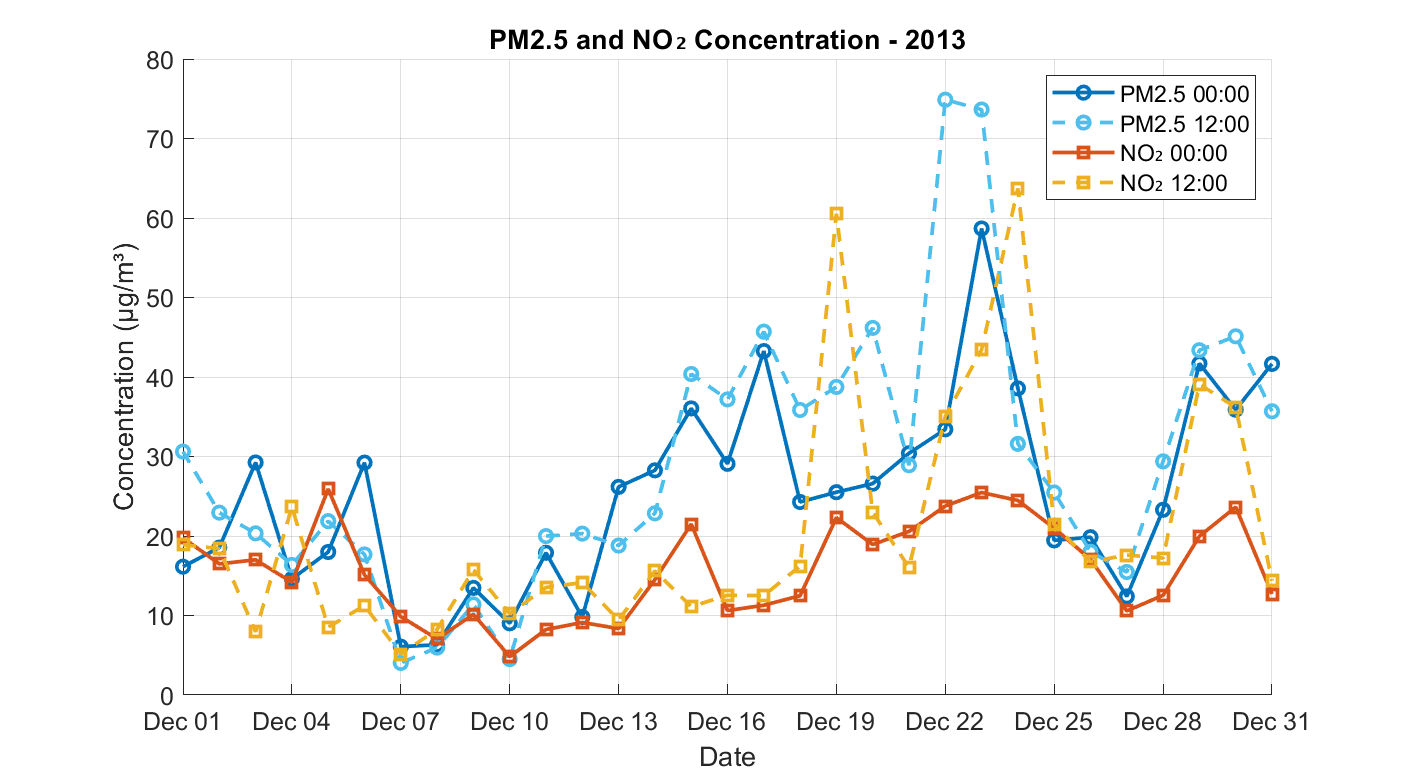 PM2.5 and NO₂ Concentration - 2013
80
70
60
50
40
30
20
10
0
Concentration (µg/m³)
PM2.5 00:00
PM2.5 12:00
NO₂ 00:00
NO₂ 12:00
Dec 01 Dec 04 Dec 07 Dec 10 Dec 13 Dec 16 Dec 19 Dec 22 Dec 25 Dec 28 Dec 31
Date